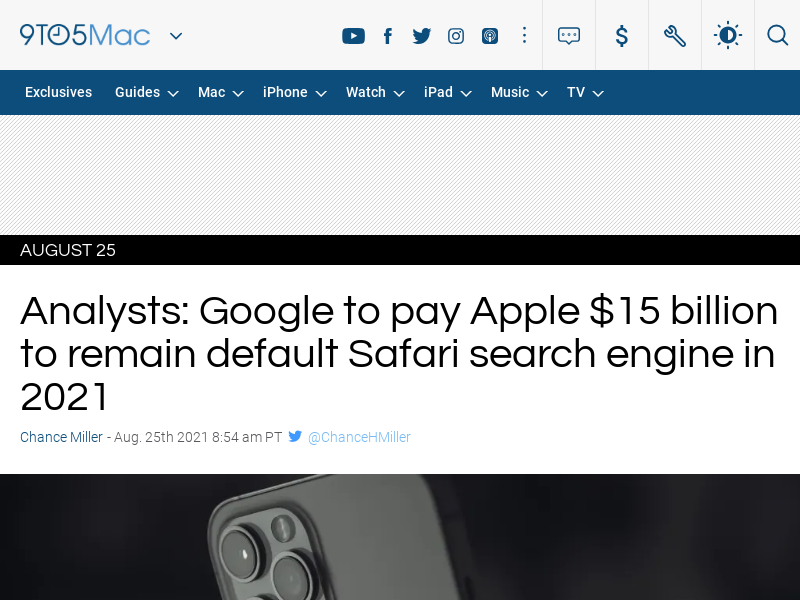 9TO5Mac
Exclusives Guides Mac iPhone Watch iPad Music TV
AUGUST 25
Analysts: Google to pay Apple $15 billion
to remain default Safari search engine in
2021
Chance Miller - Aug. 25th 2021 8:54 am PT @ChanceHMiller